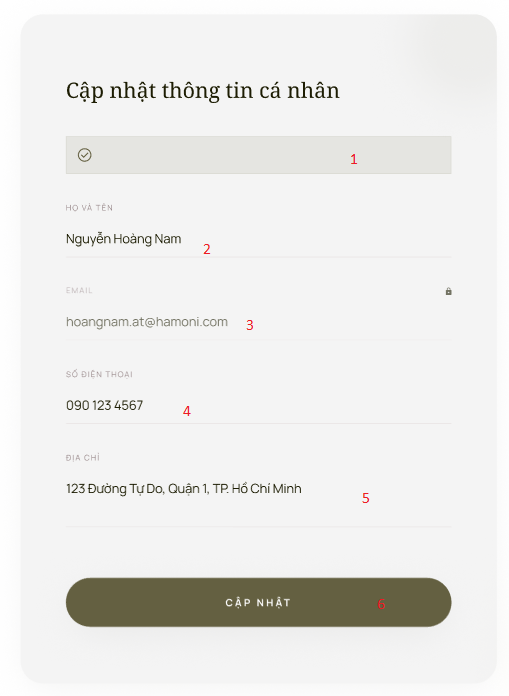 Cập nhật thông tin cá nhân
1
HỌ VÀ TÊN
Nguyễn Hoàng Nam
2
EMAIL
hoangnam.at@hamoni.com
3
SỐ ĐIỆN THOẠI
090 123 4567
4
ĐỊA CHỈ
123 Đường Tự Do, Quận 1, TP. Hồ Chí Minh
5
CẬP NHẬT
6